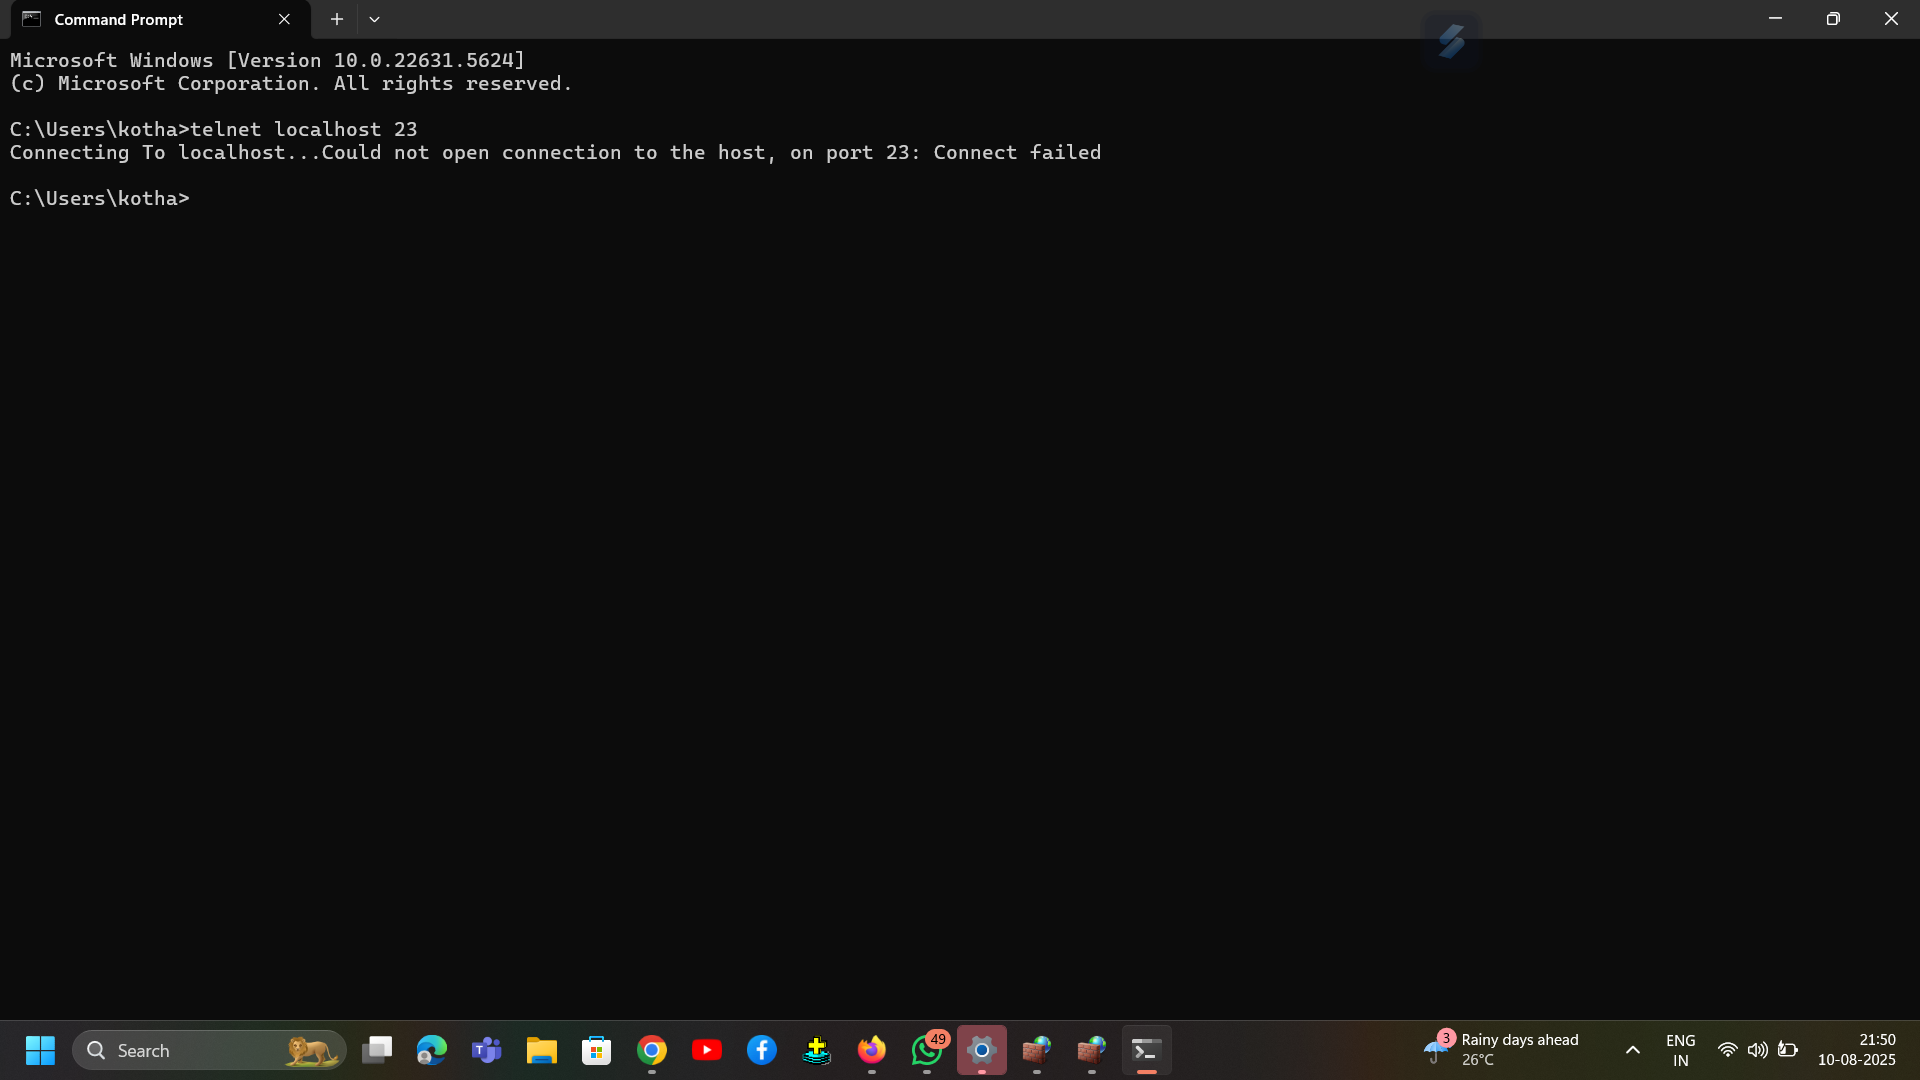 Command Prompt
Microsoft Windows [Version 10.0.22631.5624]
(c) Microsoft Corporation. All rights reserved.
C:\Users\kotha>telnet localhost 23
Connecting To localhost...Could not open connection to the host, on port 23: Connect failed
C:\Users\kotha>
Search
49
3
Rainy days ahead
26°C
ENG
IN
21:50
10-08-2025